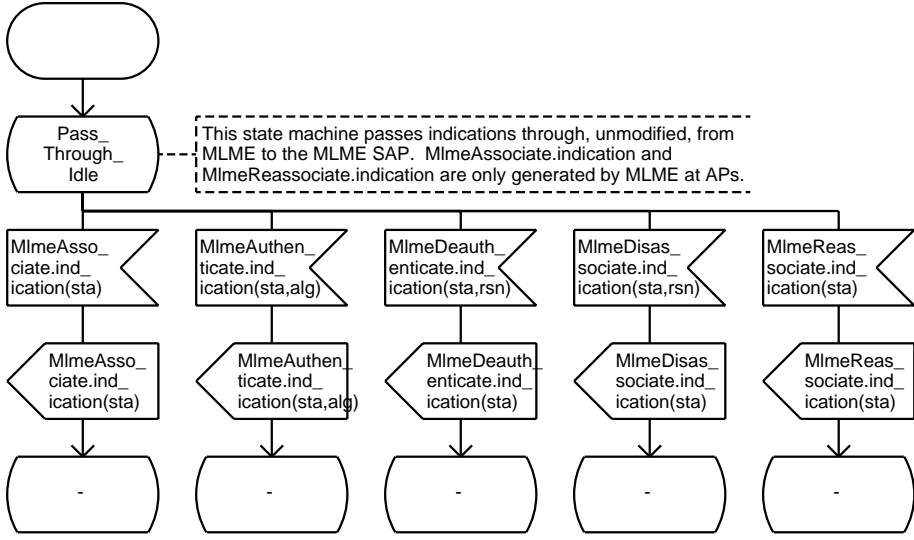 Pass_
Through_
Idle
This state machine passes indications through, unmodified, from
MLME to the MLME SAP.  MlmeAssociate.indication and
MlmeReassociate.indication are only generated by MLME at APs.
MlmeAsso_
ciate.ind_
ication(sta)
MlmeAuthen_
ticate.ind_
ication(sta,alg)
MlmeDeauth_
enticate.ind_
ication(sta,rsn)
MlmeDisas_
sociate.ind_
ication(sta,rsn)
MlmeReas_
sociate.ind_
ication(sta)
MlmeAsso_
ciate.ind_
ication(sta)
MlmeAuthen_
ticate.ind_
ication(sta,alg)
MlmeDeauth_
enticate.ind_
ication(sta)
MlmeDisas_
sociate.ind_
ication(sta)
MlmeReas_
sociate.ind_
ication(sta)
-
-
-
-
-